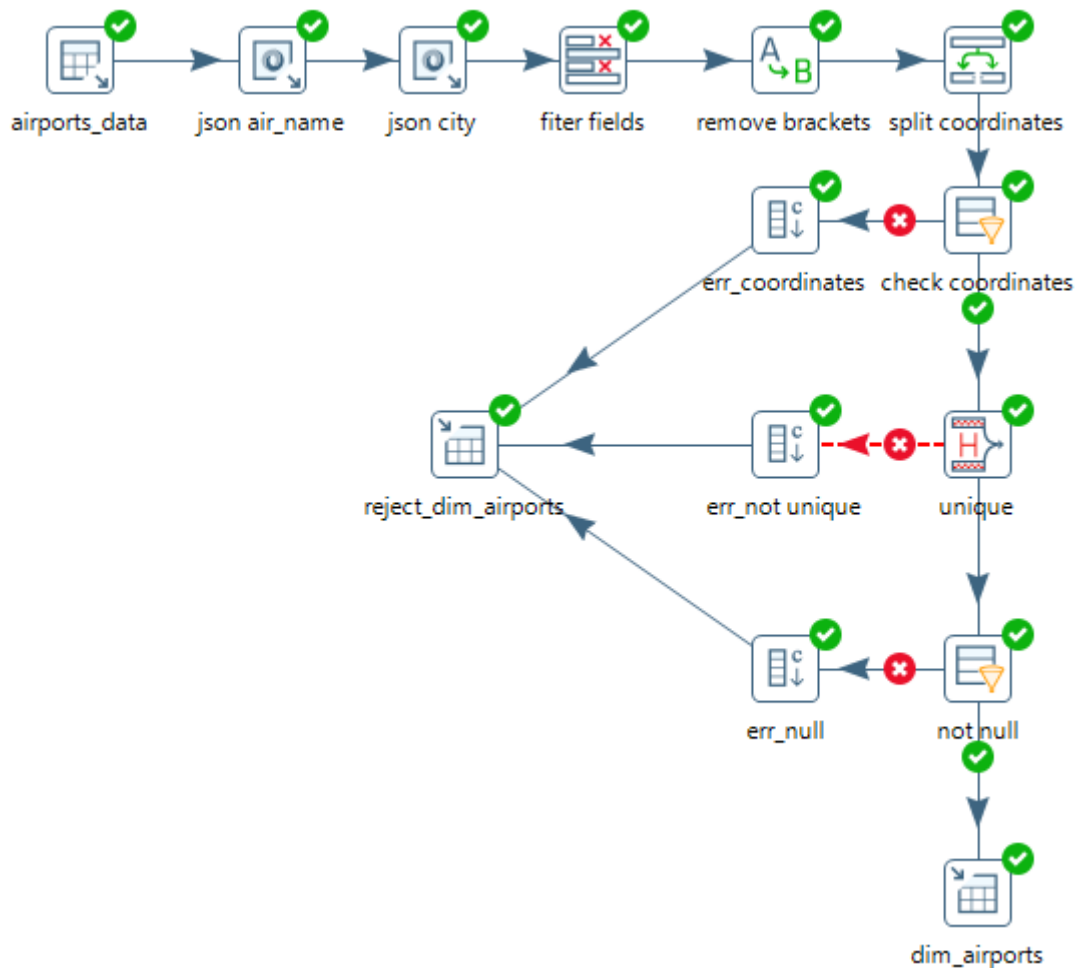 airports_data
json air_name
json city
fiter fields
A
B
remove brackets
split coordinates
c
err_coordinates
check coordinates
reject_dim_airports
c
err_not unique
H
unique
c
err_null
not null
dim_airports